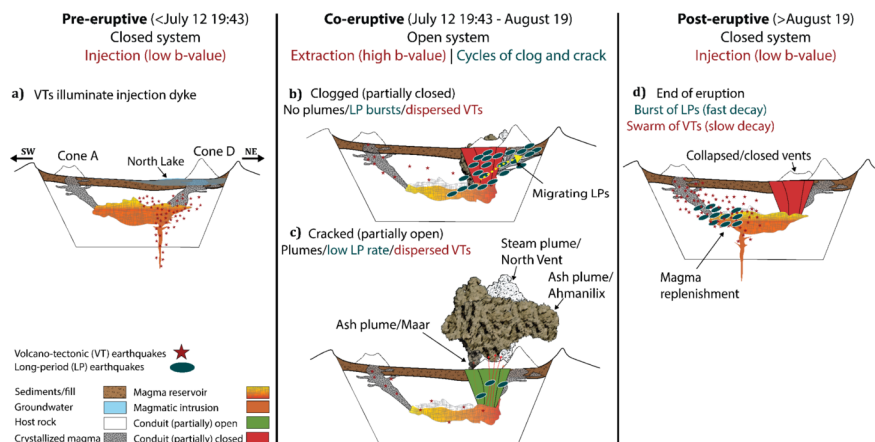 Pre-eruptive (<July 12 19:43)
Closed system
Injection (low b-value)
a) VTs illuminate injection dyke
SW
Cone A
North Lake
Cone D
NE
Volcano-tectonic (VT) earthquakes
Long-period (LP) earthquakes
Sediments/fill
Groundwater
Host rock
Crystallized magma
Magma reservoir
Magmatic intrusion
Conduit (partially) open
Conduit (partially) closed
Co-eruptive (July 12 19:43 - August 19)
Open system
Extraction (high b-value) | Cycles of clog and crack
b) Clogged (partially closed)
No plumes/LP bursts/dispersed VTs
Migrating LPs
c) Cracked (partially open)
Plumes/low LP rate/dispersed VTs
Steam plume/
North Vent
Ash plume/
Ahmanilix
Ash plume/Maar
Post-eruptive (>August 19)
Closed system
Injection (low b-value)
d) End of eruption
Burst of LPs (fast decay)
Swarm of VTs (slow decay)
Collapsed/closed vents
Magma
replenishment